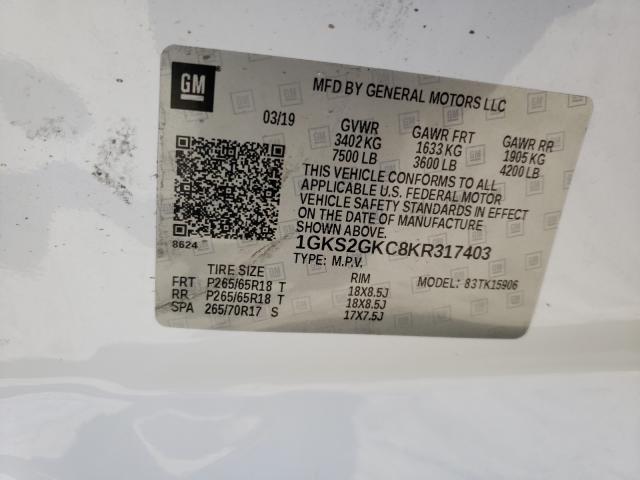 GM
MFD BY GENERAL MOTORS LLC
03/19
GVWR GAWR FRT GAWR RR
3402 KG 1633 KG 1905 KG
7500 LB 3600 LB 4200 LB
THIS VEHICLE CONFORMS TO ALL
APPLICABLE U.S. FEDERAL MOTOR
VEHICLE SAFETY STANDARDS IN EFFECT
ON THE DATE OF MANUFACTURE
SHOWN ABOVE.
8624
1GKS2GKC8KR317403
TYPE: M.P.V.
TIRE SIZE RIM MODEL: 83TK15906
FRT P265/65R18 T 18X8.5J
RR P265/65R18 T 18X8.5J
SPA 265/70R17 S 17X7.5J